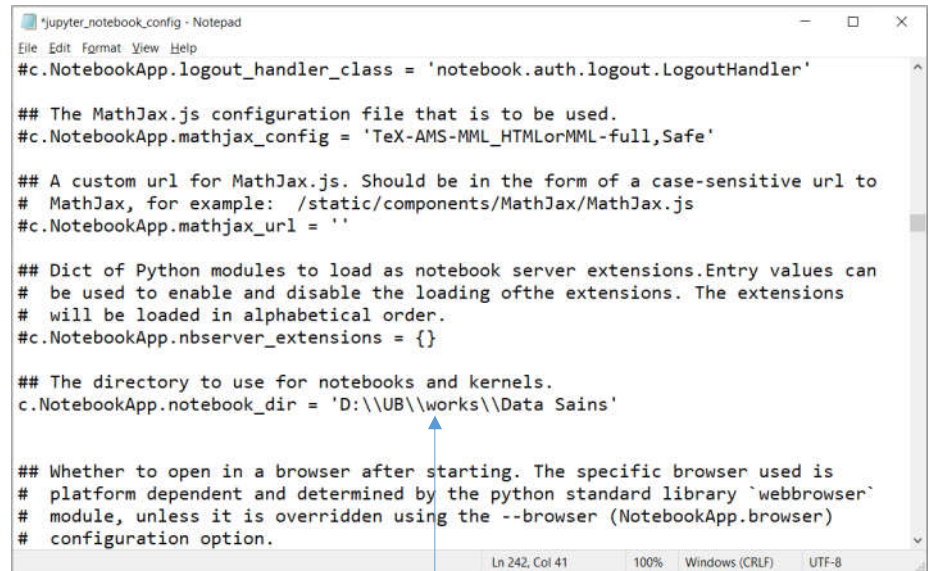 *jupyter_notebook_config - Notepad
File Edit Format View Help
#c.NotebookApp.logout_handler_class = 'notebook.auth.logout.LogoutHandler'
## The MathJax.js configuration file that is to be used.
#c.NotebookApp.mathjax_config = 'TeX-AMS-MML_HTMLorMML-full,Safe'
## A custom url for MathJax.js. Should be in the form of a case-sensitive url to
#  MathJax, for example:  /static/components/MathJax/MathJax.js
#c.NotebookApp.mathjax_url = ''
## Dict of Python modules to load as notebook server extensions.Entry values can
#  be used to enable and disable the loading ofthe extensions. The extensions
#  will be loaded in alphabetical order.
#c.NotebookApp.nbserver_extensions = {}
## The directory to use for notebooks and kernels.
c.NotebookApp.notebook_dir = 'D:\\UB\\works\\Data Sains'
## Whether to open in a browser after starting. The specific browser used is
#  platform dependent and determined by the python standard library `webbrowser`
#  module, unless it is overridden using the --browser (NotebookApp.browser)
#  configuration option.
Ln 242, Col 41 100% Windows (CRLF) UTF-8